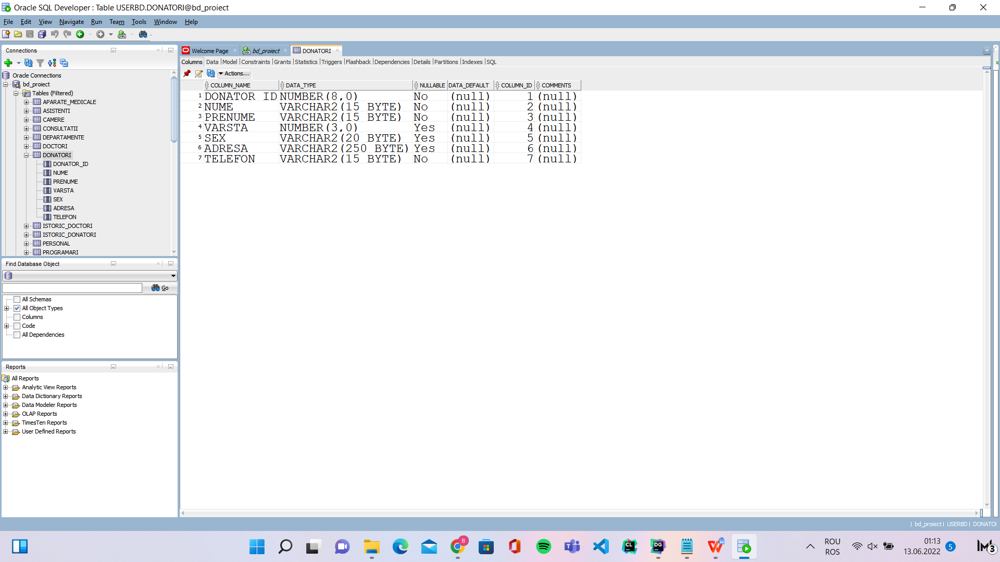 Oracle SQL Developer : Table USERBD.DONATORI@bd_proiect
File Edit View Navigate Run Team Tools Window Help
Connections
Oracle Connections
bd_proiect
Tables (Filtered)
APARATE_MEDICALE
ASISTENTI
CAMERE
CONSULTATII
DEPARTAMENTE
DOCTORI
DONATORI
DONATOR_ID
NUME
PRENUME
VARSTA
SEX
ADRESA
TELEFON
ISTORIC_DOCTORI
ISTORIC_DONATORI
PERSONAL
PROGRAMARI
Find Database Object
Go
All Schemas
All Object Types
Columns
Code
All Dependencies
Reports
All Reports
Analytic View Reports
Data Dictionary Reports
Data Modeler Reports
OLAP Reports
TimesTen Reports
User Defined Reports
Welcome Page bd_proiect DONATORI
Columns Data Model Constraints Grants Statistics Triggers Flashback Dependencies Details Partitions Indexes SQL
Actions...
COLUMN_NAME DATA_TYPE NULLABLE DATA_DEFAULT COLUMN_ID COMMENTS
1 DONATOR_ID NUMBER(8,0) No (null) 1 (null)
2 NUME VARCHAR2(15 BYTE) No (null) 2 (null)
3 PRENUME VARCHAR2(15 BYTE) No (null) 3 (null)
4 VARSTA NUMBER(3,0) Yes (null) 4 (null)
5 SEX VARCHAR2(20 BYTE) Yes (null) 5 (null)
6 ADRESA VARCHAR2(250 BYTE) Yes (null) 6 (null)
7 TELEFON VARCHAR2(15 BYTE) No (null) 7 (null)
| bd_proiect | USERBD | DONATOI
B
CL
DG
ROU
ROS
01:13
13.06.2022
5
3